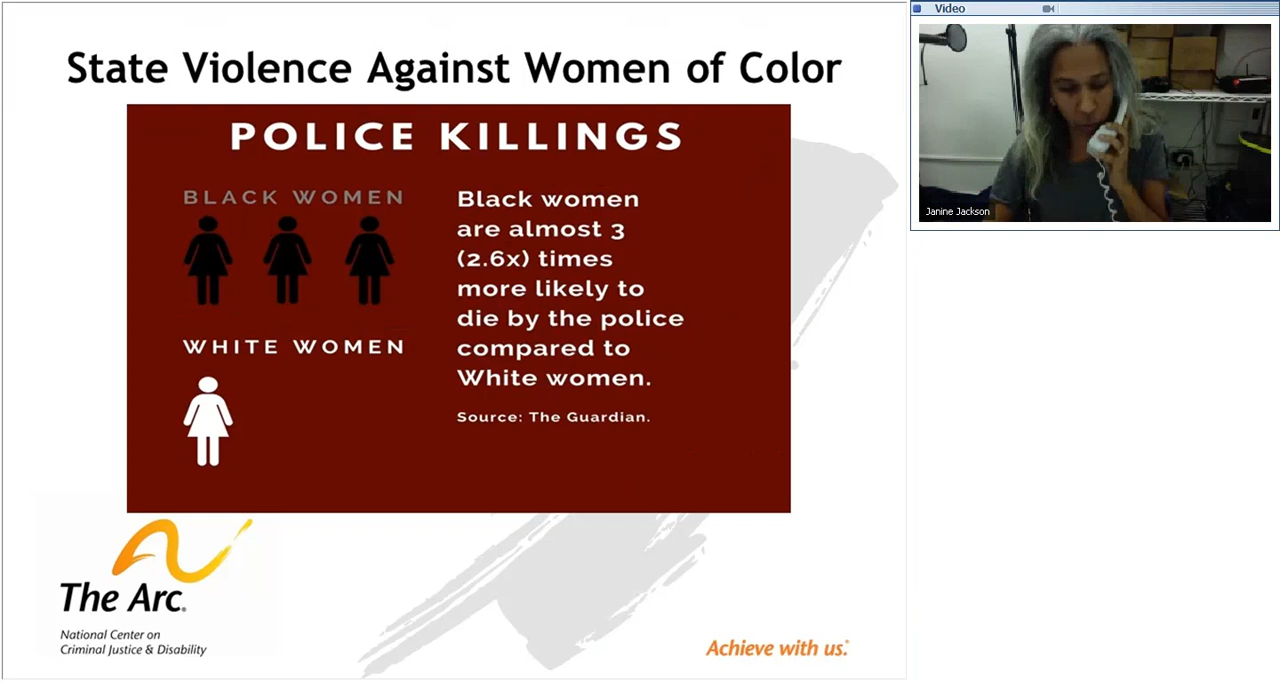 State Violence Against Women of Color
POLICE KILLINGS
BLACK WOMEN
WHITE WOMEN
Black women
are almost 3
(2.6x) times
more likely to
die by the police
compared to
White women.
Source: The Guardian.
The Arc®
National Center on
Criminal Justice & Disability
Achieve with us.®
Video
Janine Jackson